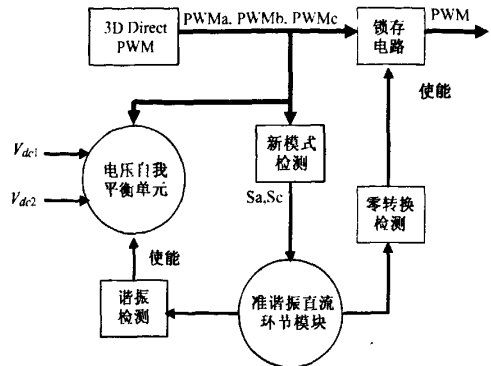 3D Direct
PWM
PWMa, PWMb, PWMc
锁存
电路
PWM
使能
V_dc1
V_dc2
电压自我
平衡单元
新模式
检测
Sa,Sc
零转换
检测
使能
谐振
检测
准谐振直流
环节模块